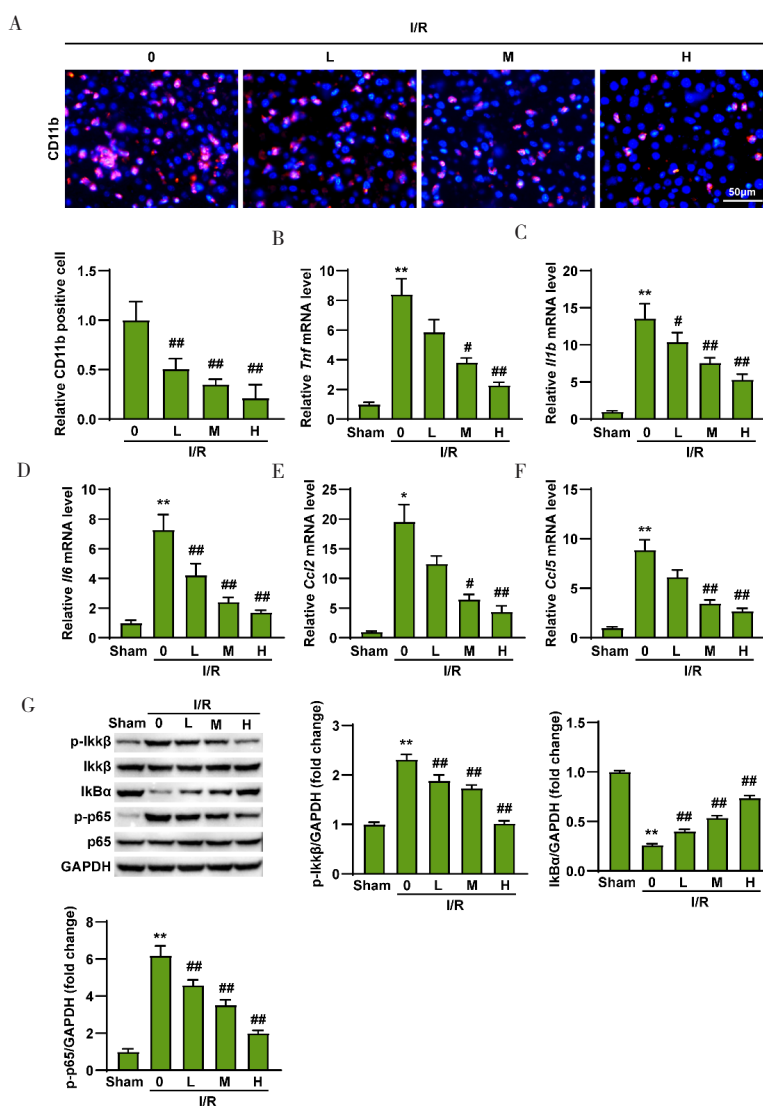 A
I/R
0 L M H
CD11b
50μm
B
C
Relative CD11b positive cell
1.5
1.0
0.5
0.0
## ## ##
0 L M H
I/R
Relative Tnf mRNA level
10
8
6
4
2
0
** # ##
Sham 0 L M H
I/R
Relative Il1b mRNA level
20
15
10
5
0
** # ## ##
Sham 0 L M H
I/R
D
E
F
Relative Il6 mRNA level
10
8
6
4
2
0
** ## ## ##
Sham 0 L M H
I/R
Relative Ccl2 mRNA level
25
20
15
10
5
0
* # ##
Sham 0 L M H
I/R
Relative Ccl5 mRNA level
15
10
5
0
** ## ##
Sham 0 L M H
I/R
G
I/R
Sham 0 L M H
p-Ikkβ
Ikkβ
IkBα
p-p65
p65
GAPDH
p-Ikkβ/GAPDH (fold change)
3
2
1
0
** ## ## ##
Sham 0 L M H
I/R
IkBα/GAPDH (fold change)
1.5
1.0
0.5
0.0
** ## ## ##
Sham 0 L M H
I/R
p-p65/GAPDH (fold change)
8
6
4
2
0
** ## ## ##
Sham 0 L M H
I/R